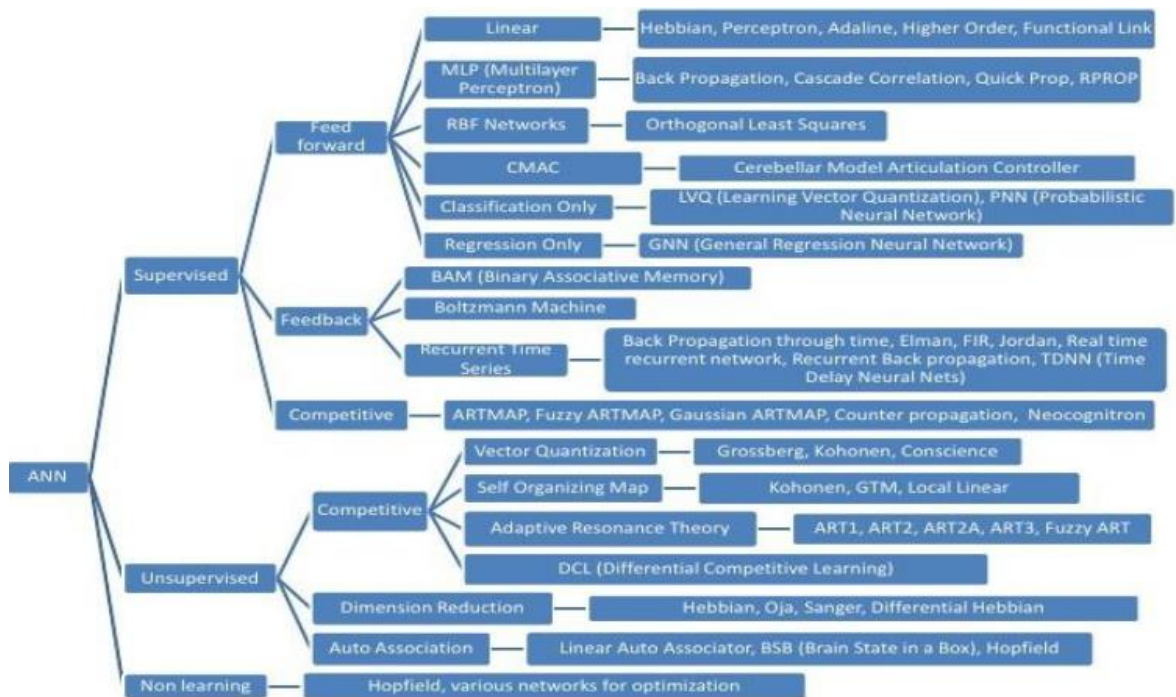 Linear
Hebbian, Perceptron, Adaline, Higher Order, Functional Link
MLP (Multilayer
Perceptron)
Back Propagation, Cascade Correlation, Quick Prop, RPROP
Feed
forward
RBF Networks
Orthogonal Least Squares
CMAC
Cerebellar Model Articulation Controller
Classification Only
LVQ (Learning Vector Quantization), PNN (Probabilistic
Neural Network)
Regression Only
GNN (General Regression Neural Network)
Supervised
BAM (Binary Associative Memory)
Feedback
Boltzmann Machine
Recurrent Time
Series
Back Propagation through time, Elman, FIR, Jordan, Real time
recurrent network, Recurrent Back propagation, TDNN (Time
Delay Neural Nets)
Competitive
ARTMAP, Fuzzy ARTMAP, Gaussian ARTMAP, Counter propagation, Neocognitron
ANN
Vector Quantization
Grossberg, Kohonen, Conscience
Competitive
Self Organizing Map
Kohonen, GTM, Local Linear
Adaptive Resonance Theory
ART1, ART2, ART2A, ART3, Fuzzy ART
DCL (Differential Competitive Learning)
Unsupervised
Dimension Reduction
Hebbian, Oja, Sanger, Differential Hebbian
Auto Association
Linear Auto Associator, BSB (Brain State in a Box), Hopfield
Non learning
Hopfield, various networks for optimization